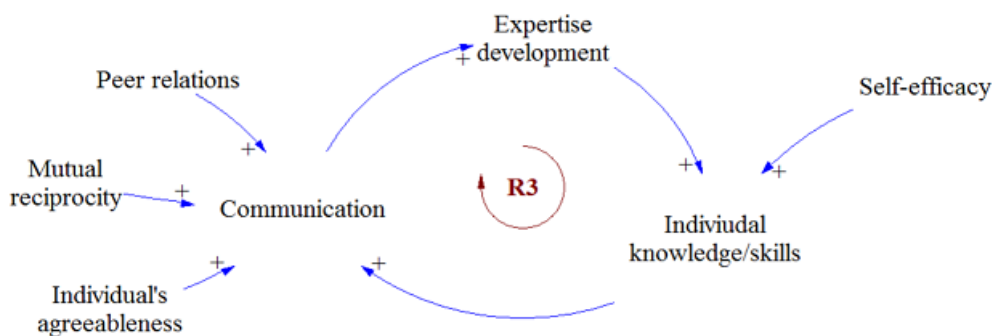 Expertise
development
Peer relations
Self-efficacy
Mutual
reciprocity
Communication
R3
Indiviudal
knowledge/skills
Individual's
agreeableness
+
+
+
+
+
+
+